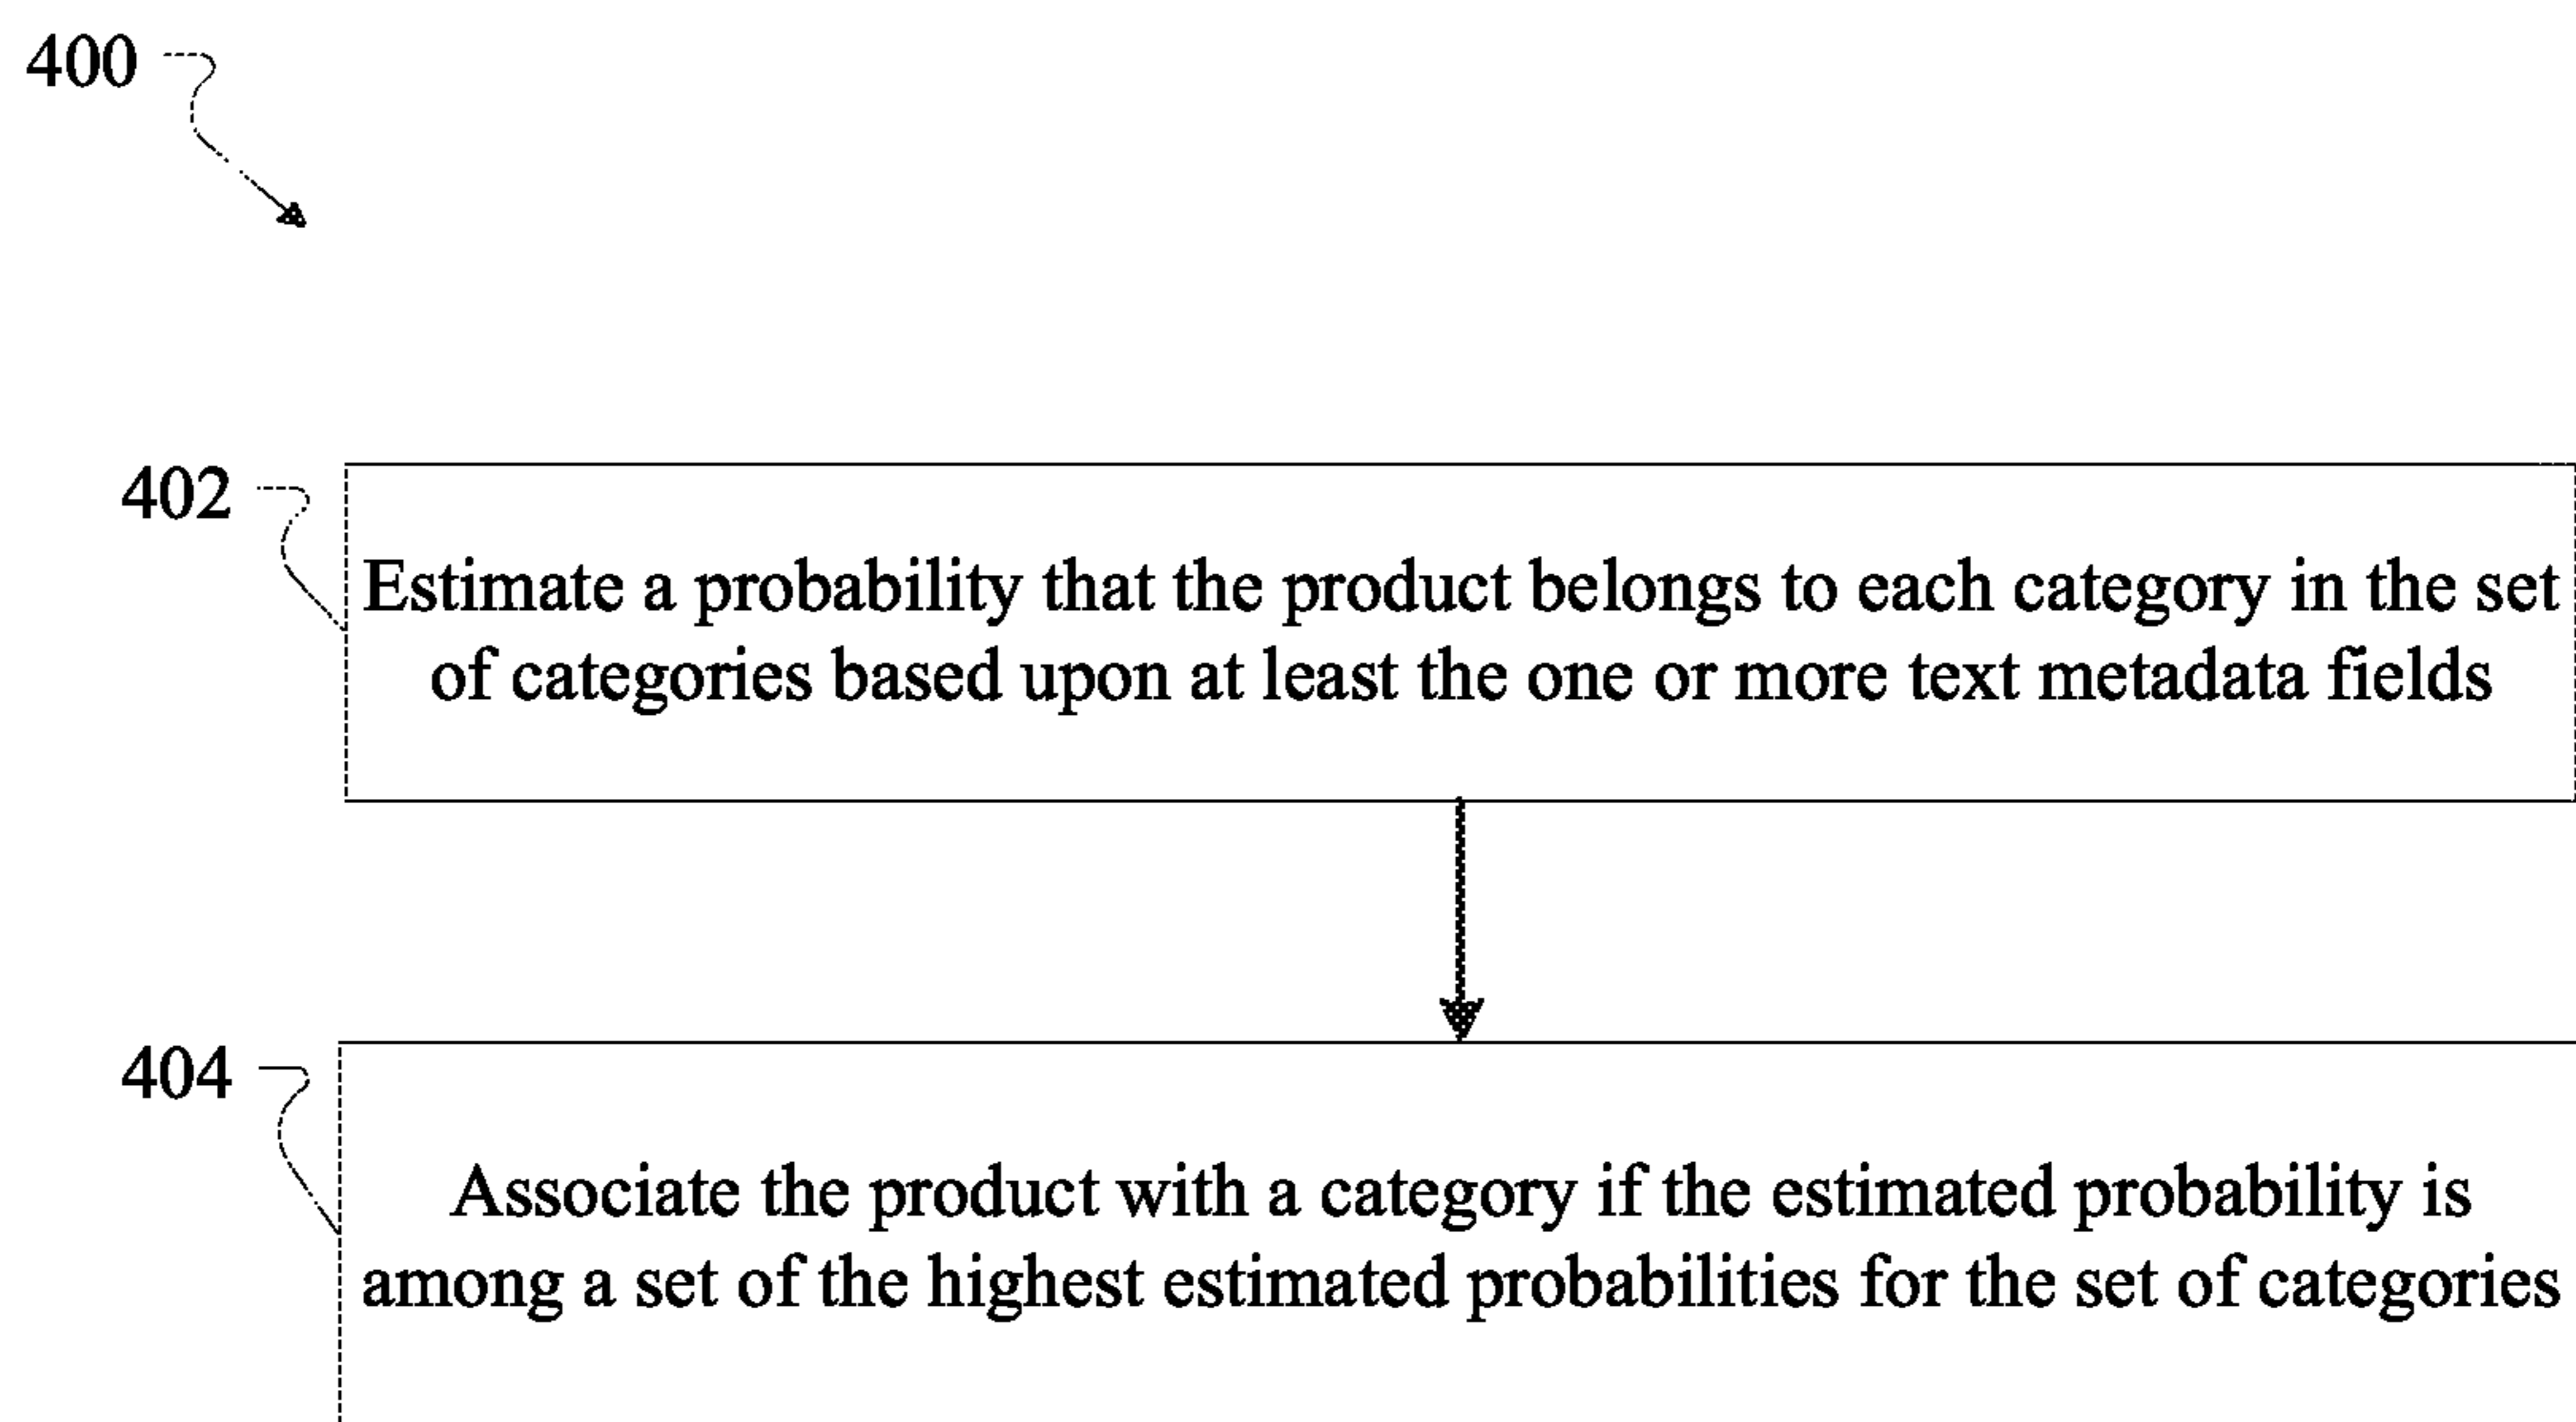 400
402
Estimate a probability that the product belongs to each category in the set
of categories based upon at least the one or more text metadata fields
404
Associate the product with a category if the estimated probability is
among a set of the highest estimated probabilities for the set of categories